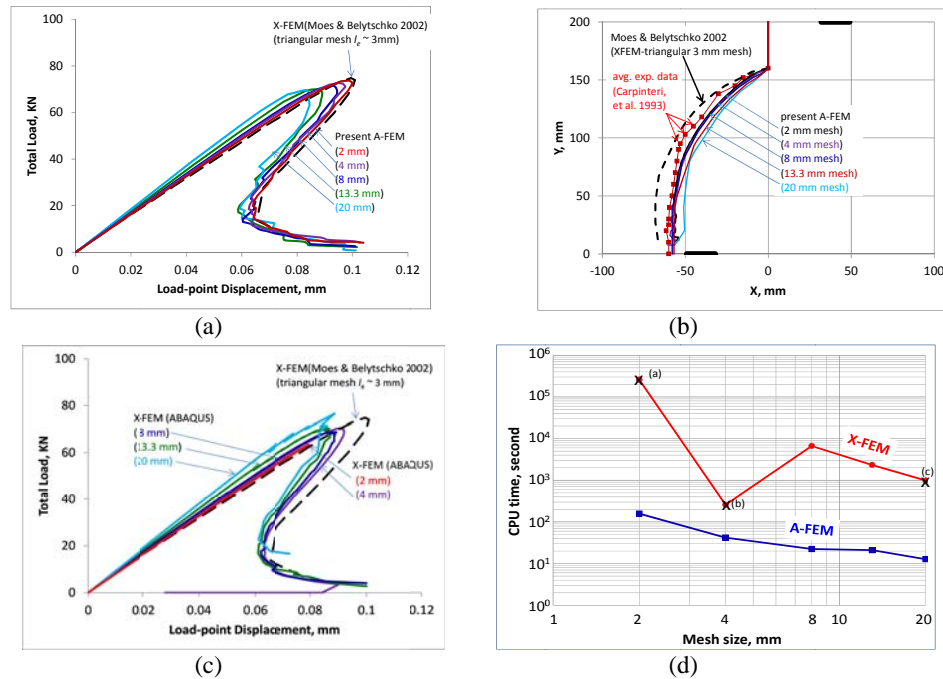 (a)
Total Load, KN
100
80
60
40
20
0
X-FEM(Moes & Belytschko 2002)
(triangular mesh le ~ 3mm)
Present A-FEM
(2 mm)
(4 mm)
(8 mm)
(13.3 mm)
(20 mm)
0
0.02
0.04
0.06
0.08
0.1
0.12
Load-point Displacement, mm
(a)
Y, mm
200
150
100
50
0
Moes & Belytschko 2002
(XFEM-triangular 3 mm mesh)
avg. exp. data
(Carpinteri,
et al. 1993)
present A-FEM
(2 mm mesh)
(4 mm mesh)
(8 mm mesh)
(13.3 mm mesh)
(20 mm mesh)
-100
-50
0
50
100
X, mm
(b)
Total Load, KN
100
80
60
40
20
0
X-FEM(Moes & Belytschko 2002)
(triangular mesh le ~ 3 mm)
X-FEM (ABAQUS)
(8 mm)
(13.3 mm)
(20 mm)
X-FEM (ABAQUS)
(2 mm)
(4 mm)
0
0.02
0.04
0.06
0.08
0.1
0.12
Load-point Displacement, mm
(c)
CPU time, second
10^6
10^5
10^4
10^3
10^2
10^1
10^0
(a)
(b)
(c)
X-FEM
A-FEM
1
2
4
8
10
20
Mesh size, mm
(d)